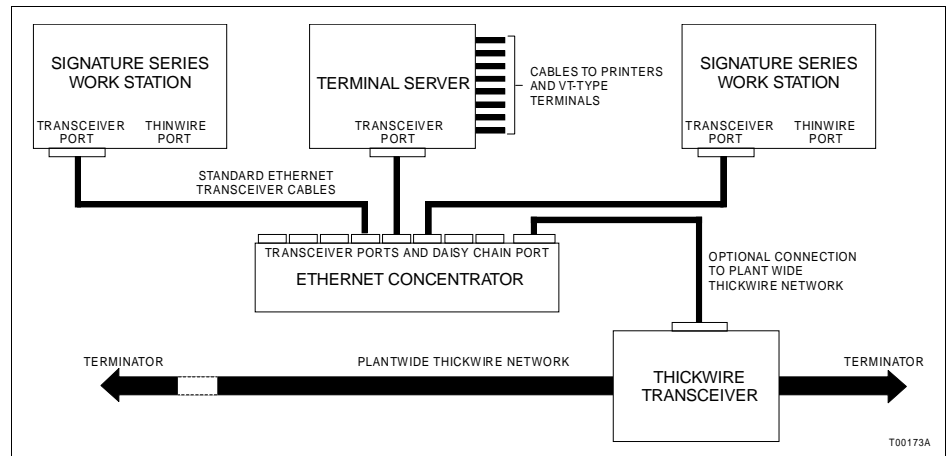 SIGNATURE SERIES
WORK STATION
TRANSCEIVER
PORT
THINWIRE
PORT
TERMINAL SERVER
TRANSCEIVER
PORT
CABLES TO PRINTERS
AND VT-TYPE
TERMINALS
SIGNATURE SERIES
WORK STATION
TRANSCEIVER
PORT
THINWIRE
PORT
STANDARD ETHERNET
TRANSCEIVER CABLES
TRANSCEIVER PORTS AND DAISY CHAIN PORT
ETHERNET CONCENTRATOR
OPTIONAL CONNECTION
TO PLANT WIDE
THICKWIRE NETWORK
TERMINATOR
PLANTWIDE THICKWIRE NETWORK
THICKWIRE
TRANSCEIVER
TERMINATOR
T00173A